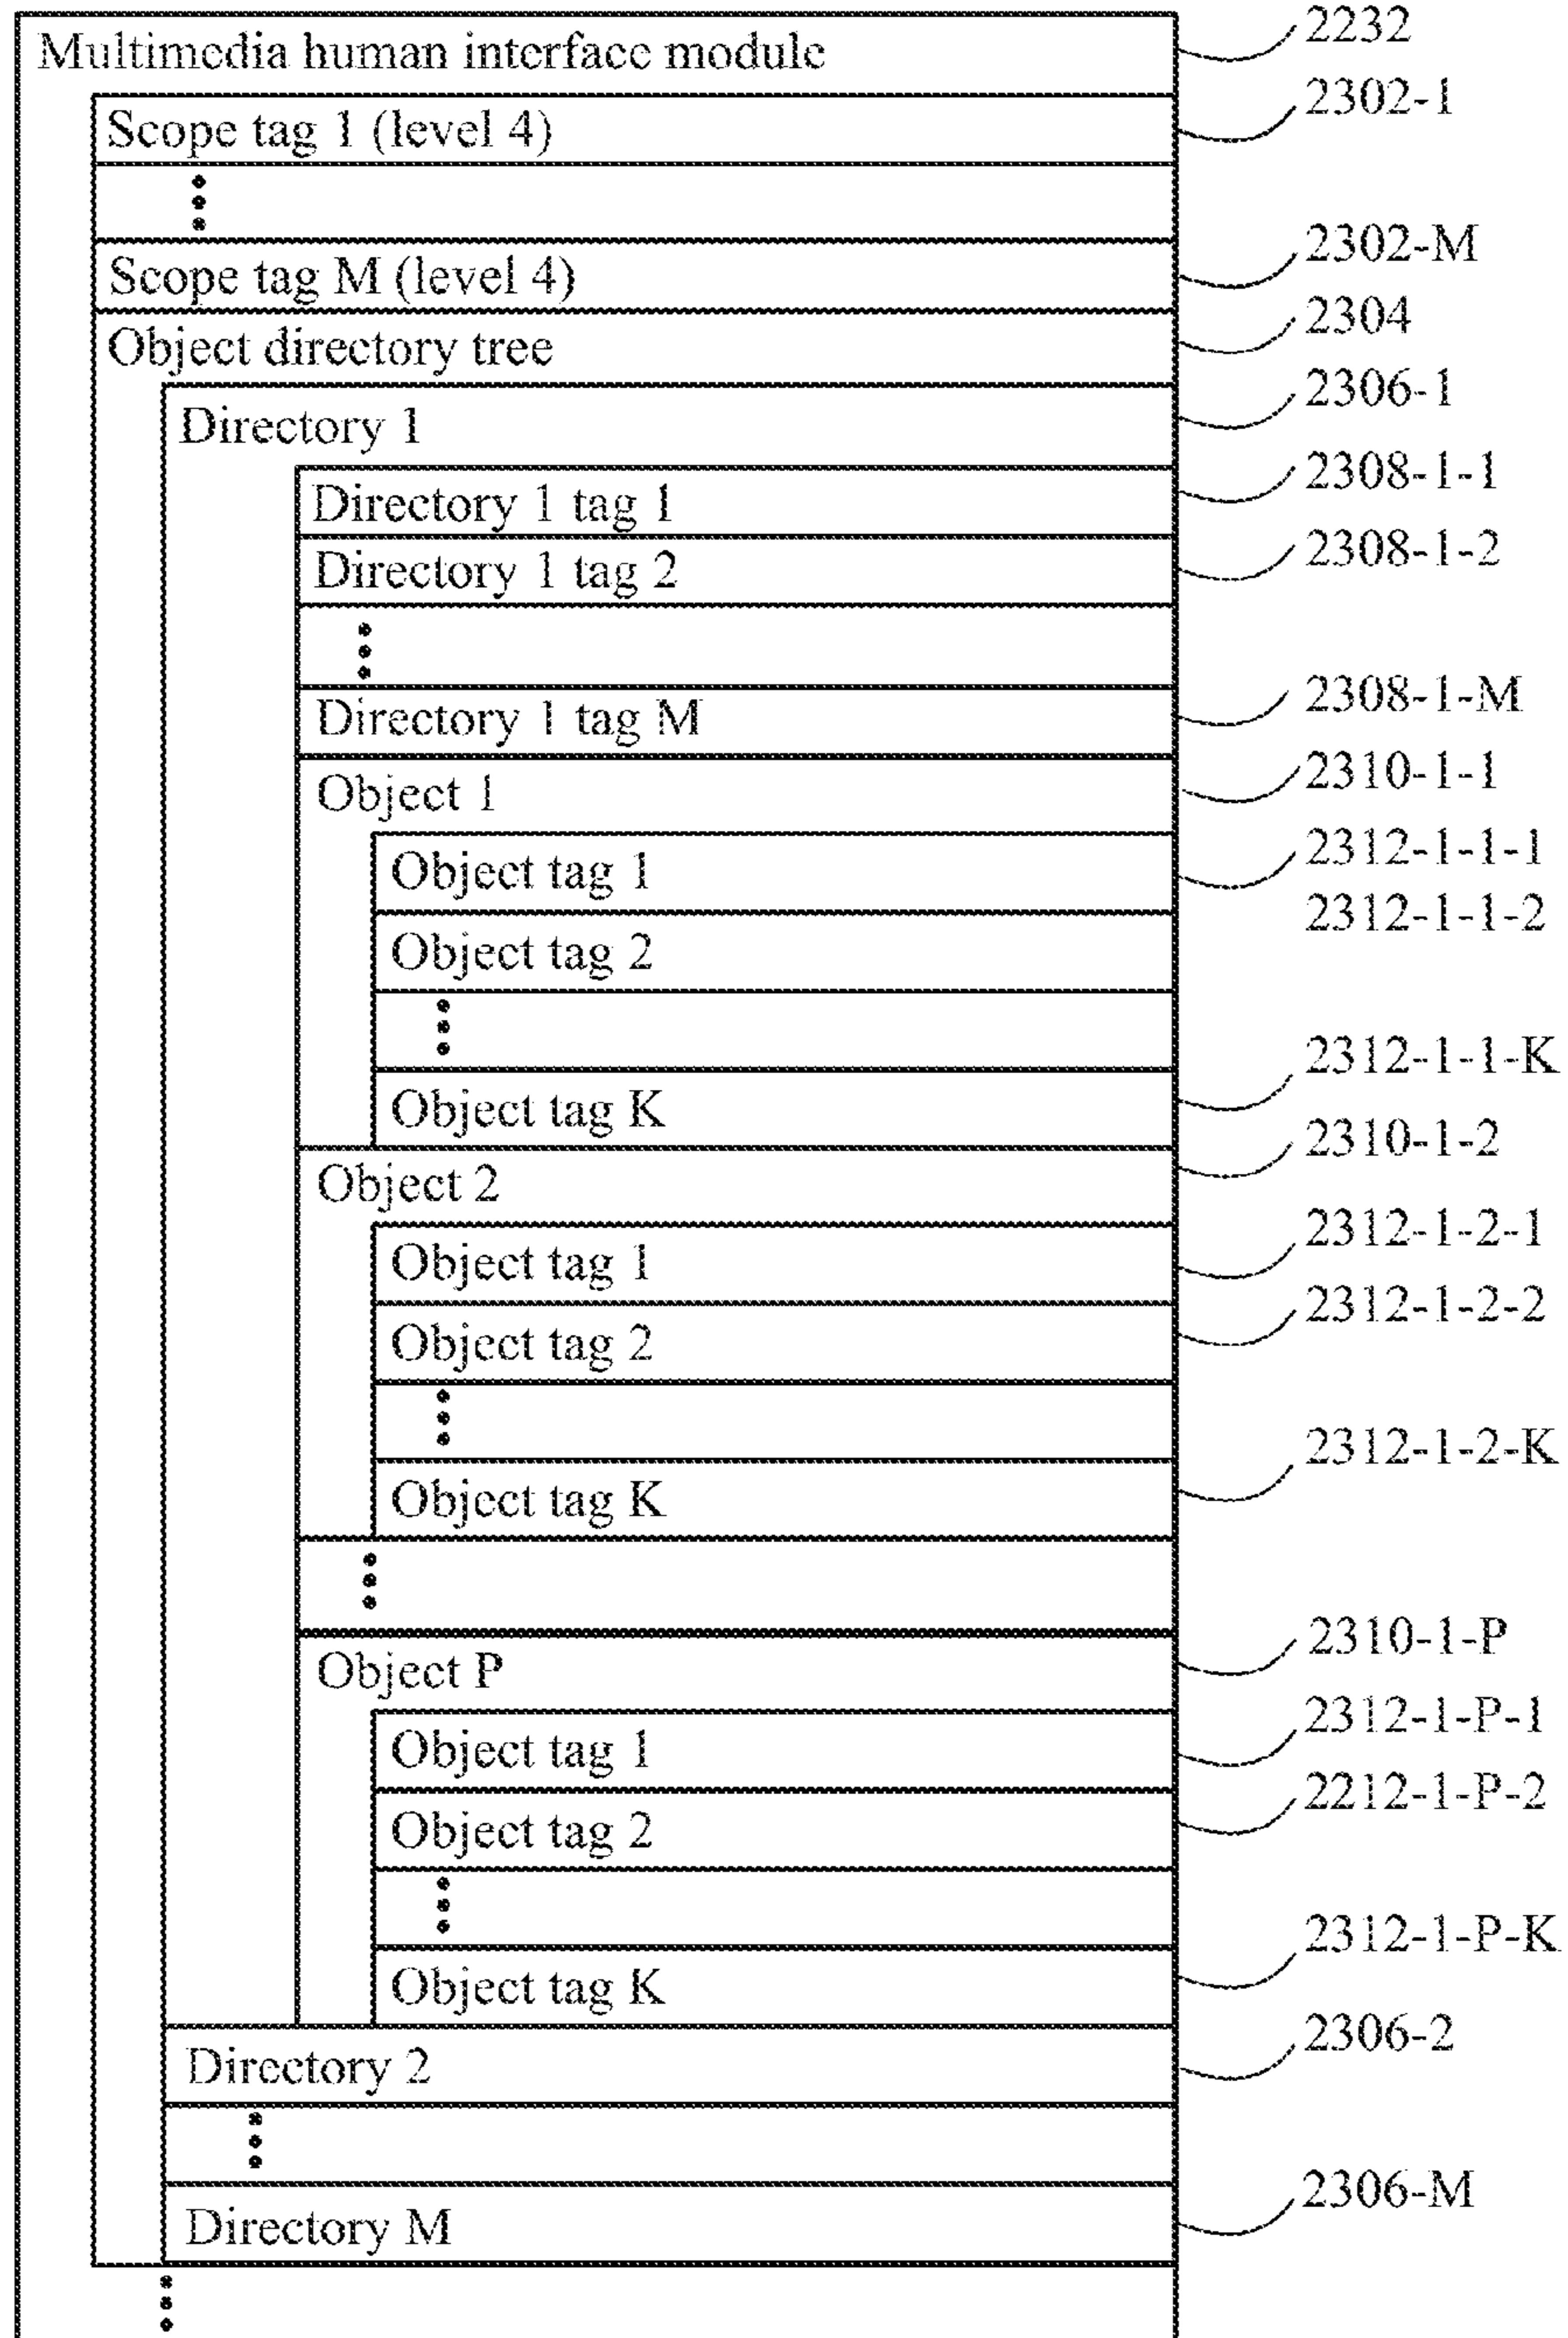 Multimedia human interface module 2232
Scope tag 1 (level 4) 2302-1
Scope tag M (level 4) 2302-M
Object directory tree 2304
Directory 1 2306-1
Directory 1 tag 1 2308-1-1
Directory 1 tag 2 2308-1-2
Directory 1 tag M 2308-1-M
Object 1 2310-1-1
Object tag 1 2312-1-1-1
Object tag 2 2312-1-1-2
Object tag K 2312-1-1-K
Object 2 2310-1-2
Object tag 1 2312-1-2-1
Object tag 2 2312-1-2-2
Object tag K 2312-1-2-K
Object P 2310-1-P
Object tag 1 2312-1-P-1
Object tag 2 2212-1-P-2
Object tag K 2312-1-P-K
Directory 2 2306-2
Directory M 2306-M